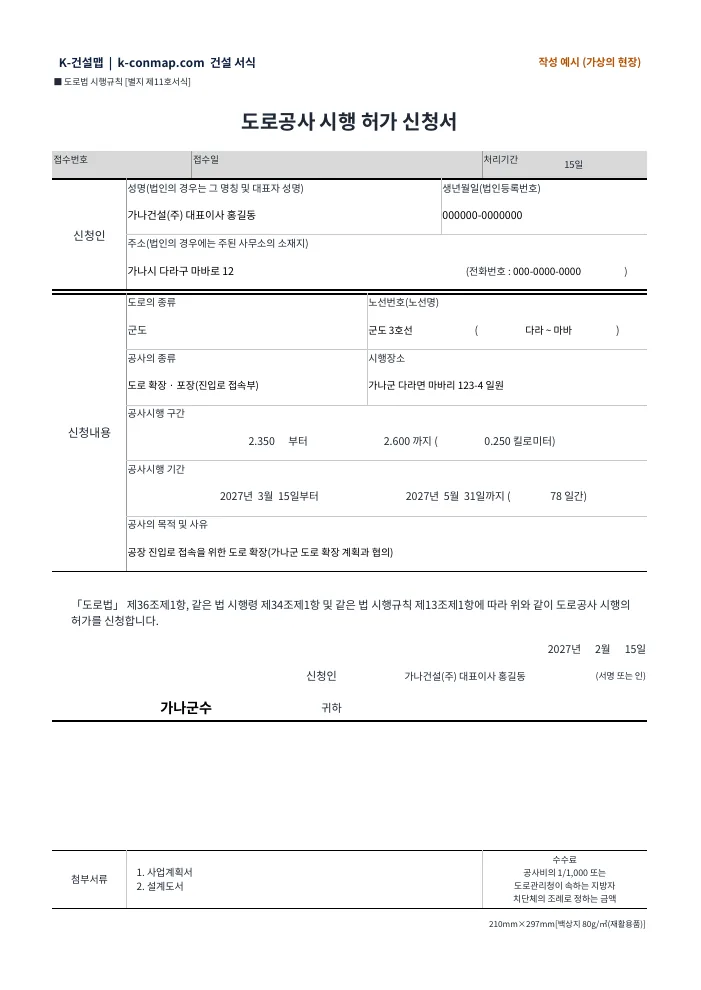 K-건설맵 | k-conmap.com 건설 서식
작성 예시 (가상의 현장)
■ 도로법 시행규칙 [별지 제11호서식]
도로공사 시행 허가 신청서
접수번호 접수일 처리기간 15일
신청인
성명(법인의 경우는 그 명칭 및 대표자 성명) 생년월일(법인등록번호)
가나건설(주) 대표이사 홍길동 000000-0000000
주소(법인의 경우에는 주된 사무소의 소재지)
가나시 다라구 마바로 12 (전화번호 : 000-0000-0000 )
신청내용
도로의 종류 노선번호(노선명)
군도 군도 3호선 ( 다라 ~ 마바 )
공사의 종류 시행장소
도로 확장 · 포장(진입로 접속부) 가나군 다라면 마바리 123-4 일원
공사시행 구간
2.350 부터 2.600 까지 ( 0.250 킬로미터)
공사시행 기간
2027년 3월 15일부터 2027년 5월 31일까지 ( 78 일간)
공사의 목적 및 사유
공장 진입로 접속을 위한 도로 확장(가나군 도로 확장 계획과 협의)
「도로법」 제36조제1항, 같은 법 시행령 제34조제1항 및 같은 법 시행규칙 제13조제1항에 따라 위와 같이 도로공사 시행의
허가를 신청합니다.
2027년 2월 15일
신청인 가나건설(주) 대표이사 홍길동 (서명 또는 인)
가나군수 귀하
첨부서류
1. 사업계획서
2. 설계도서
수수료
공사비의 1/1,000 또는
도로관리청이 속하는 지방자
치단체의 조례로 정하는 금액
210mm×297mm[백상지 80g/㎡(재활용품)]